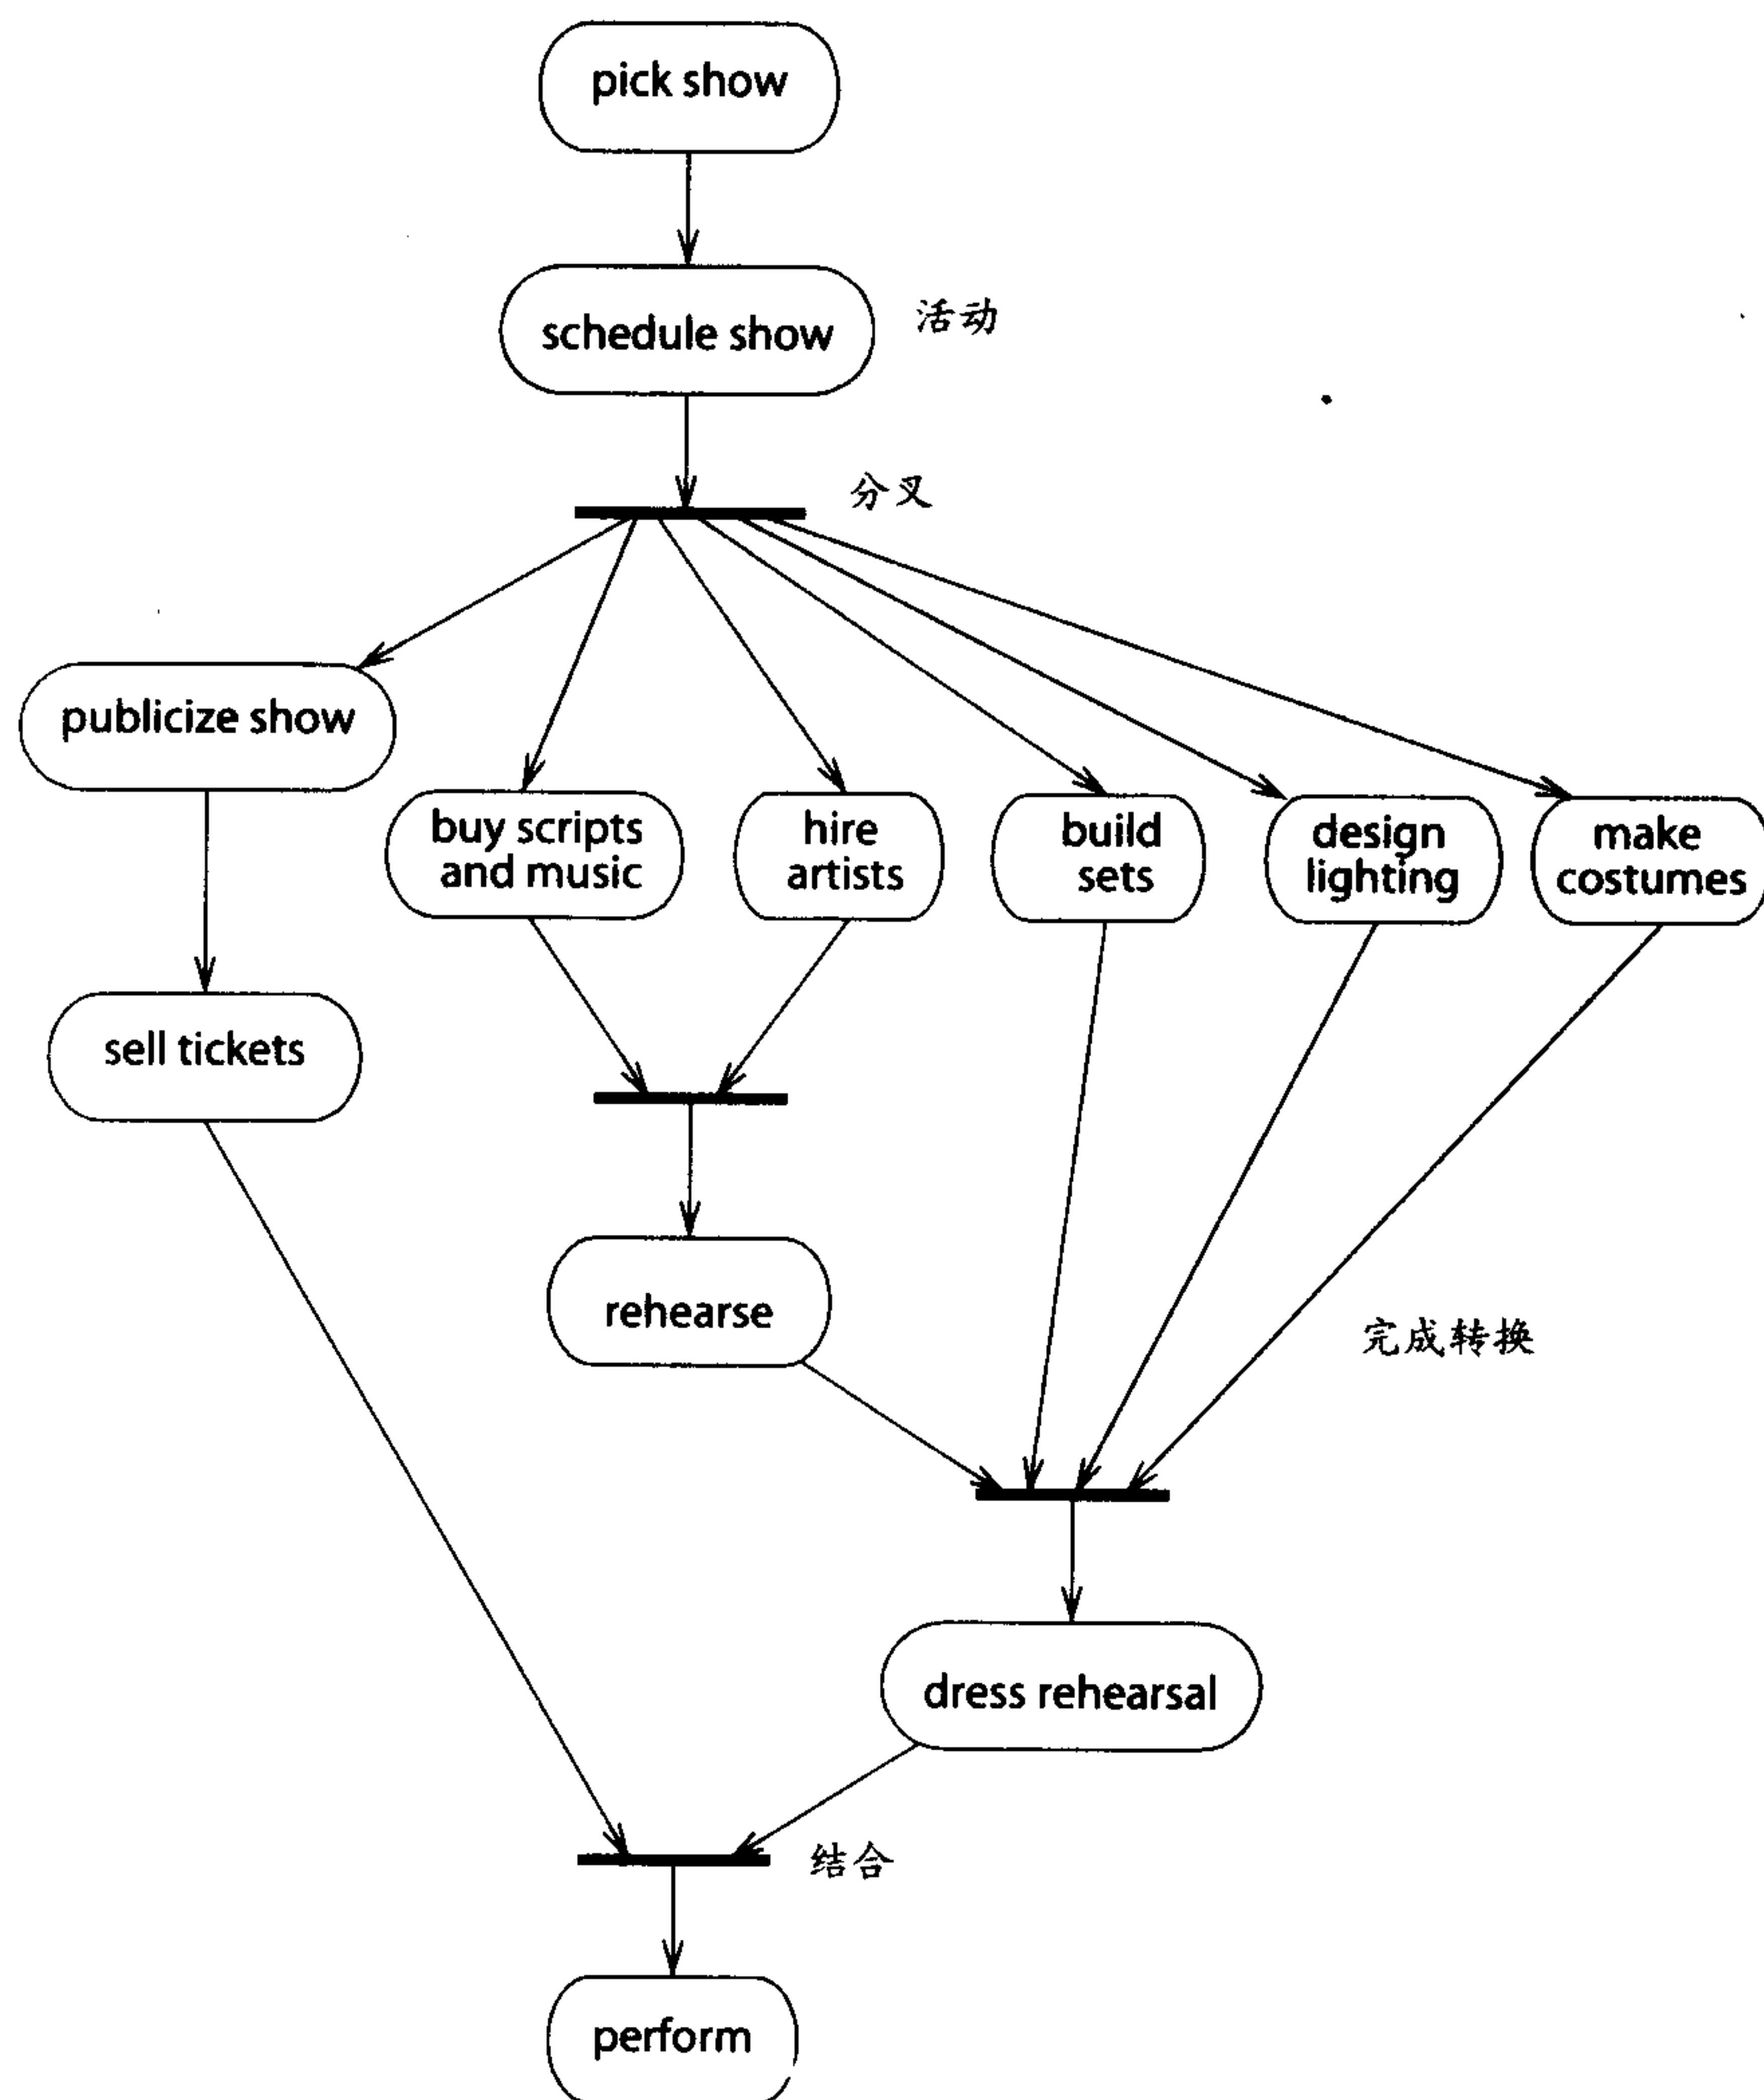 pick show
schedule show
活动
分叉
publicize show
buy scripts
and music
hire
artists
build
sets
design
lighting
make
costumes
sell tickets
rehearse
完成转换
dress rehearsal
结合
perform